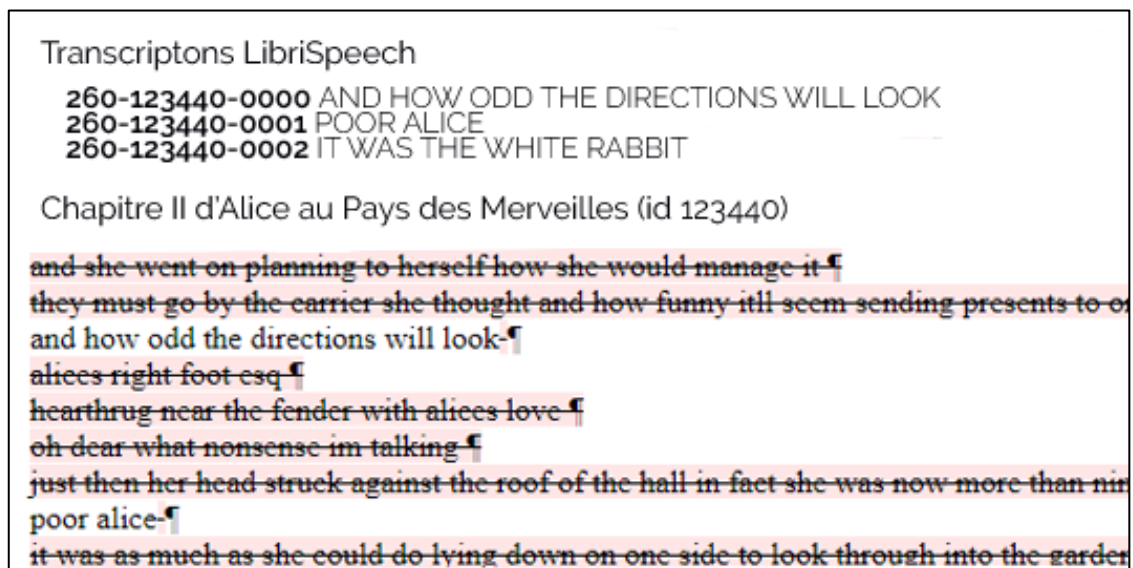 Transcriptons LibriSpeech
260-123440-0000 AND HOW ODD THE DIRECTIONS WILL LOOK
260-123440-0001 POOR ALICE
260-123440-0002 IT WAS THE WHITE RABBIT
Chapitre II d'Alice au Pays des Merveilles (id 123440)
and she went on planning to herself how she would manage it ¶
they must go by the carrier she thought and how funny itll seem sending presents to
and how odd the directions will look ¶
alices right foot esq ¶
hearthrug near the fender with alices love ¶
oh dear what nonsense im talking ¶
just then her head struck against the roof of the hall in fact she was now more than
poor alice ¶
it was as much as she could do lying down on one side to look through into the garden